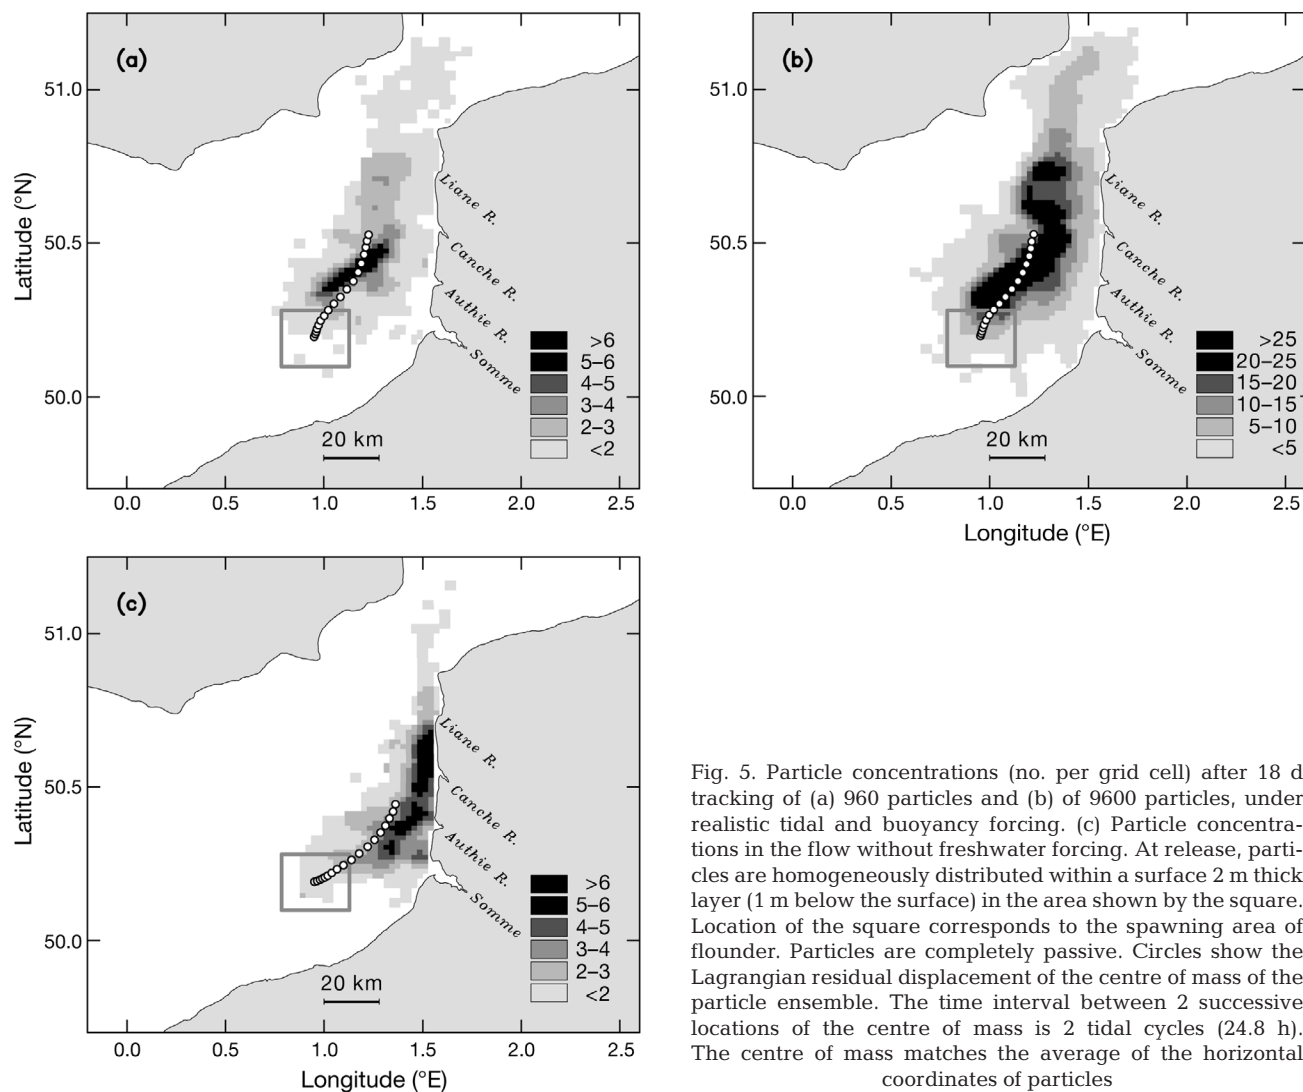 (a)
51.0
50.5
50.0
Latitude (°N)
Liane R.
Canche R.
Authie R.
Somme
>6
5–6
4–5
3–4
2–3
<2
20 km
0.0 0.5 1.0 1.5 2.0 2.5
(b)
51.0
50.5
50.0
Liane R.
Canche R.
Authie R.
Somme
>25
20–25
15–20
10–15
5–10
<5
20 km
0.0 0.5 1.0 1.5 2.0 2.5
Longitude (°E)
(c)
51.0
50.5
50.0
Latitude (°N)
Liane R.
Canche R.
Authie R.
Somme
>6
5–6
4–5
3–4
2–3
<2
20 km
0.0 0.5 1.0 1.5 2.0 2.5
Longitude (°E)
Fig. 5. Particle concentrations (no. per grid cell) after 18 d
tracking of (a) 960 particles and (b) of 9600 particles, under
realistic tidal and buoyancy forcing. (c) Particle concentra-
tions in the flow without freshwater forcing. At release, parti-
cles are homogeneously distributed within a surface 2 m thick
layer (1 m below the surface) in the area shown by the square.
Location of the square corresponds to the spawning area of
flounder. Particles are completely passive. Circles show the
Lagrangian residual displacement of the centre of mass of the
particle ensemble. The time interval between 2 successive
locations of the centre of mass is 2 tidal cycles (24.8 h).
The centre of mass matches the average of the horizontal
coordinates of particles